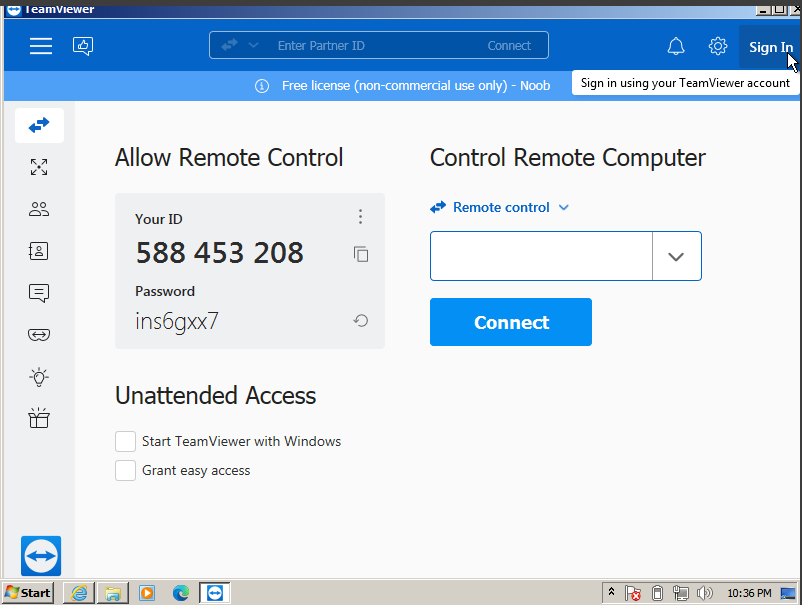 TeamViewer
Enter Partner ID
Connect
Sign In
Free license (non-commercial use only) - Noob
Sign in using your TeamViewer account
Allow Remote Control
Your ID
588 453 208
Password
ins6gxx7
Unattended Access
Start TeamViewer with Windows
Grant easy access
Control Remote Computer
Remote control
Connect
Start
10:36 PM